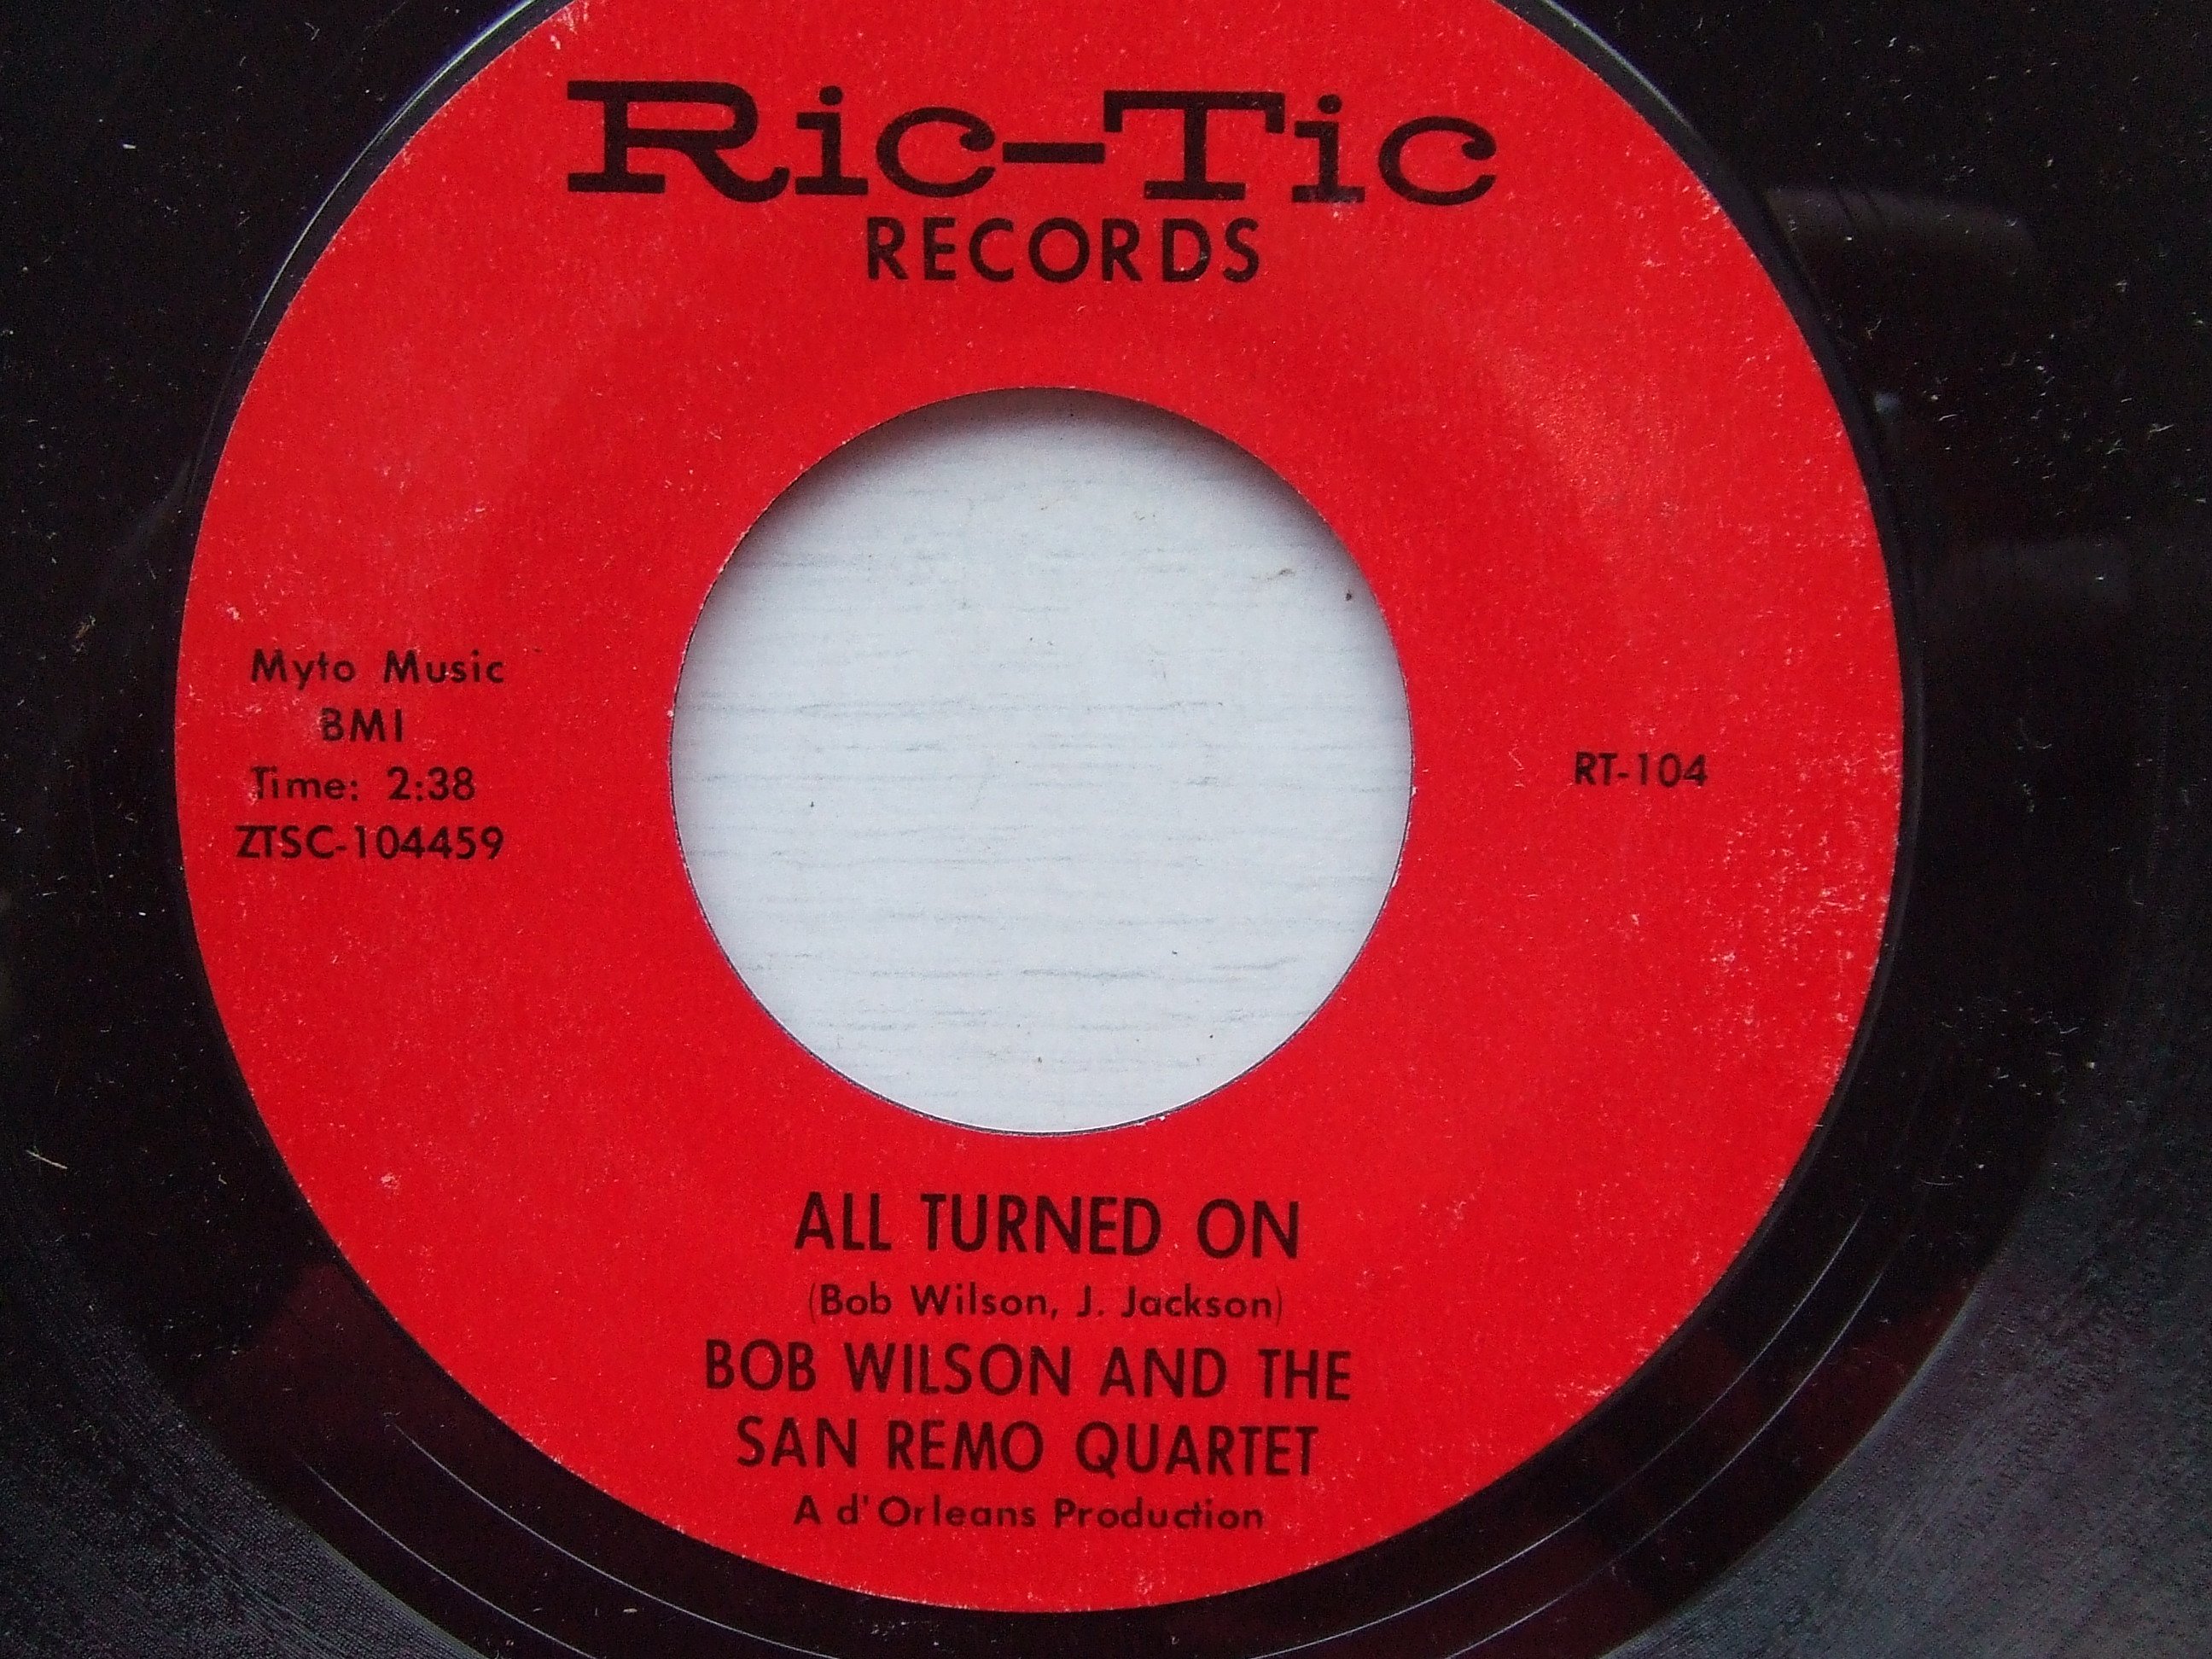 Ric-Tic
RECORDS
Myto Music
BMI
Time: 2:38
ZTSC-104459
RT-104
ALL TURNED ON
(Bob Wilson, J. Jackson)
BOB WILSON AND THE
SAN REMO QUARTET
A d'Orleans Production